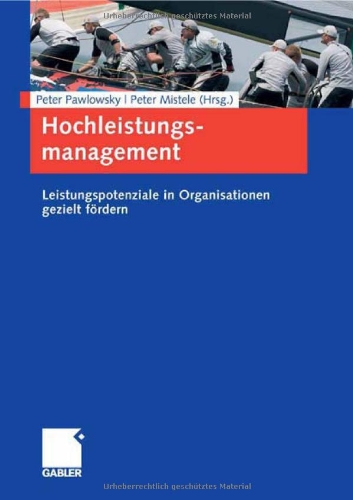 Urheberrechtlich geschütztes Material
Peter Pawlowsky | Peter Mistele (Hrsg.)
Hochleistungs-
management
Leistungspotenziale in Organisationen
gezielt fördern
GABLER
Urheberrechtlich geschütztes Material